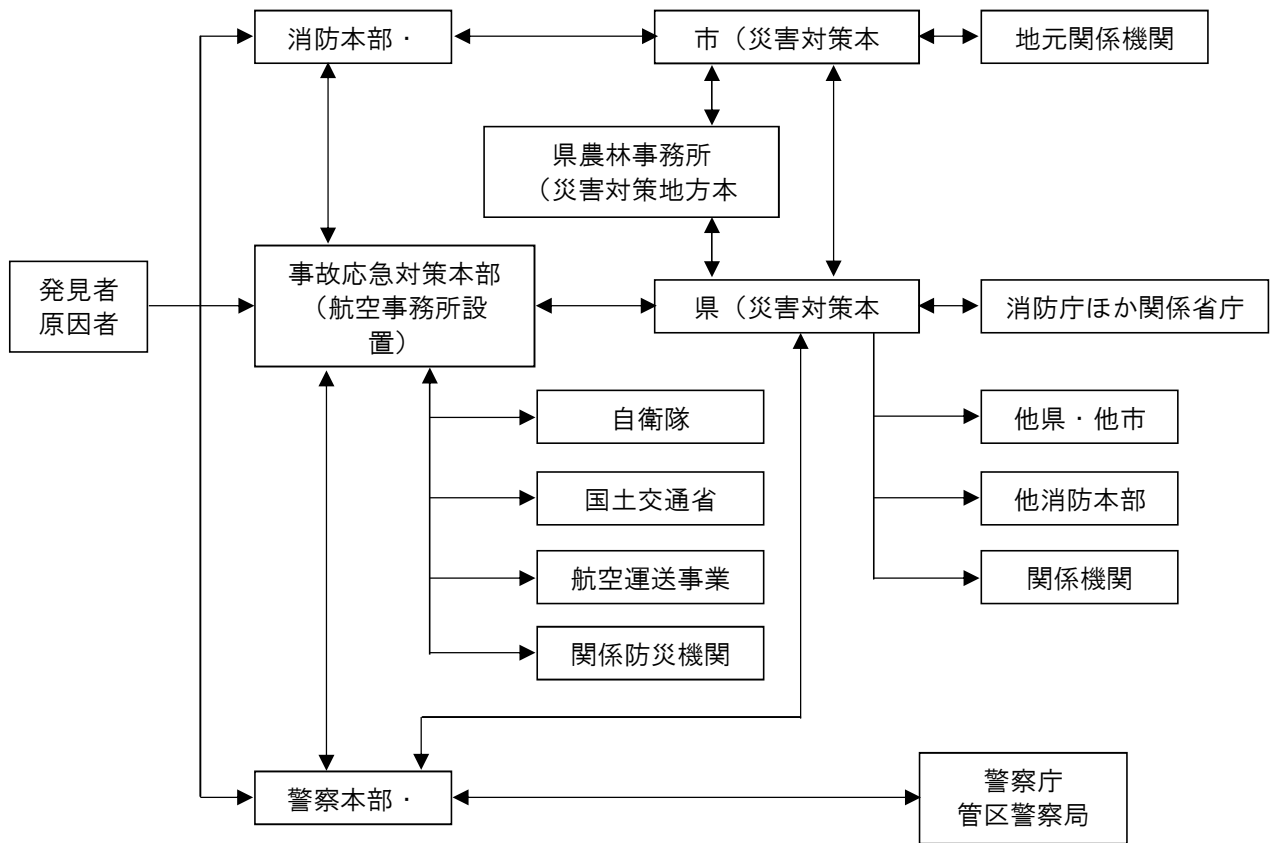 消防本部・
市（災害対策本
地元関係機関
県農林事務所
（災害対策地方本
発見者
原因者
事故応急対策本部
（航空事務所設
置）
県（災害対策本
消防庁ほか関係省庁
自衛隊
他県・他市
国土交通省
他消防本部
航空運送事業
関係機関
関係防災機関
警察本部・
警察庁
管区警察局